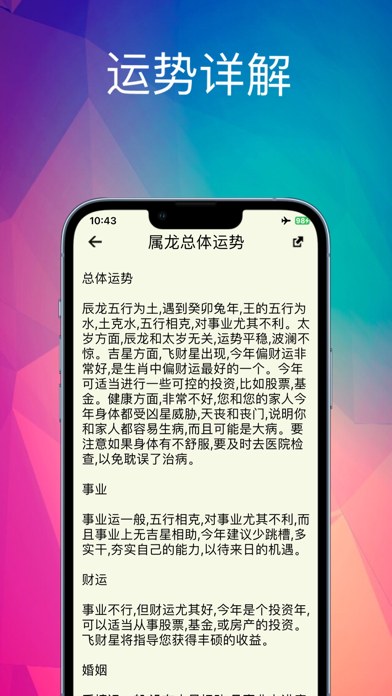 运势详解
10:43
98
属龙总体运势
总体运势
辰龙五行为土,遇到癸卯兔年,王的五行为
水,土克水,五行相克,对事业尤其不利。太
岁方面,辰龙和太岁无关,运势平稳,波澜不
惊。吉星方面,飞财星出现,今年偏财运非
常好,是生肖中偏财运最好的一个。今年
可适当进行一些可控的投资,比如股票,基
金。健康方面,非常不好,您和您的家人今
年身体都受凶星威胁,天丧和丧门,说明你
和家人都容易生病,而且可能是大病。要
注意如果身体有不舒服,要及时去医院检
查,以免耽误了治病。
事业
事业运一般,五行相克,对事业尤其不利,而
且事业上无吉星相助,今年建议少跳槽,多
实干,夯实自己的能力,以待来日的机遇。
财运
事业不行,但财运尤其好,今年是个投资年,
可以适当从事股票,基金,或房产的投资。
飞财星将指导您获得丰硕的收益。
婚姻